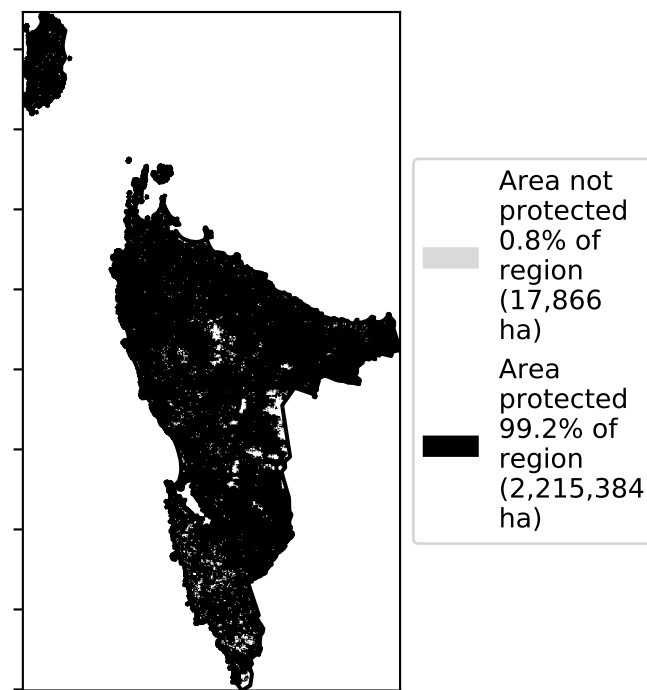 Area not
protected
0.8% of
region
(17,866
ha)
Area
protected
99.2% of
region
(2,215,384
ha)